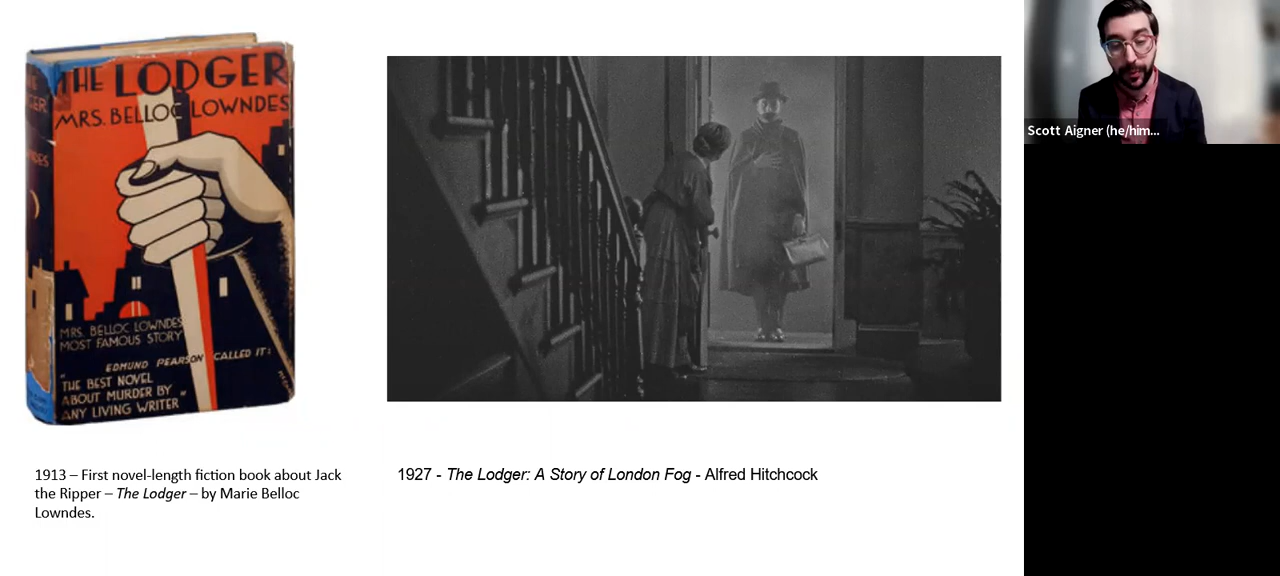 THE LODGER
MRS. BELLOC LOWNDES
MRS. BELLOC LOWNDES
MOST FAMOUS STORY
EDMUND PEARSON CALLED IT:
"THE BEST NOVEL
ABOUT MURDER BY
ANY LIVING WRITER"
1913 – First novel-length fiction book about Jack
the Ripper – The Lodger – by Marie Belloc
Lowndes.
1927 - The Lodger: A Story of London Fog - Alfred Hitchcock
Scott Aigner (he/him...